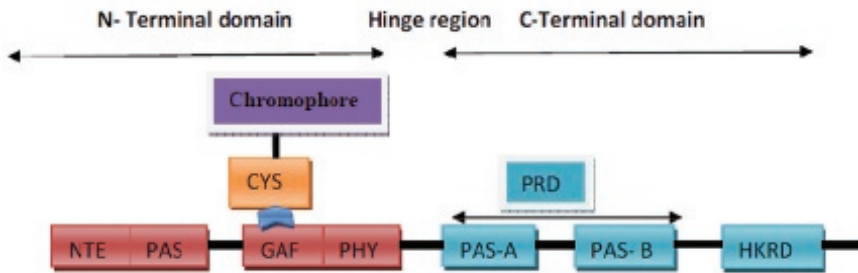 N- Terminal domain Hinge region C-Terminal domain
Chromophore
CYS PRD
NTE PAS GAF PHY PAS-A PAS- B HKRD